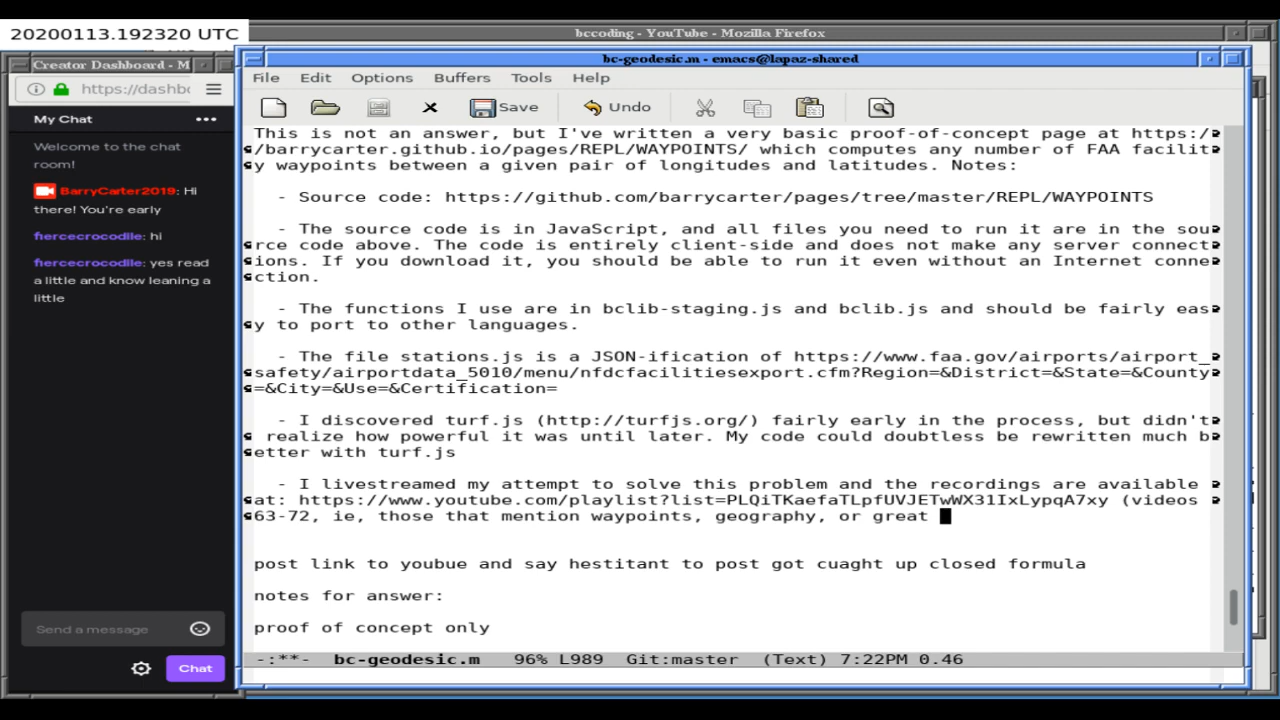 20200113.192320 UTC
bccoding - YouTube - Mozilla Firefox
Creator Dashboard - M
https://dashbo
My Chat
Welcome to the chat
room!
BarryCarter2019: Hi
there! You're early
fiercecrocodile: hi
fiercecrocodile: yes read
a little and know leaning a
little
Send a message
Chat
bc-geodesic.m - emacs@lapaz-shared
File Edit Options Buffers Tools Help
Save Undo
This is not an answer, but I've written a very basic proof-of-concept page at https:/
/barrycarter.github.io/pages/REPL/WAYPOINTS/ which computes any number of FAA facilit
y waypoints between a given pair of longitudes and latitudes. Notes:
- Source code: https://github.com/barrycarter/pages/tree/master/REPL/WAYPOINTS
- The source code is in JavaScript, and all files you need to run it are in the sou
rce code above. The code is entirely client-side and does not make any server connect
ions. If you download it, you should be able to run it even without an Internet conne
ction.
- The functions I use are in bclib-staging.js and bclib.js and should be fairly eas
y to port to other languages.
- The file stations.js is a JSON-ification of https://www.faa.gov/airports/airport_
safety/airportdata_5010/menu/nfdcfacilitiesexport.cfm?Region=&District=&State=&County
=&City=&Use=&Certification=
- I discovered turf.js (http://turfjs.org/) fairly early in the process, but didn't
realize how powerful it was until later. My code could doubtless be rewritten much b
etter with turf.js
- I livestreamed my attempt to solve this problem and the recordings are available
at: https://www.youtube.com/playlist?list=PLQiTKaefaTLpfUVJETwWX31IxLypqA7xy (videos
63-72, ie, those that mention waypoints, geography, or great
post link to youbue and say hestitant to post got cuaght up closed formula
notes for answer:
proof of concept only
-:**- bc-geodesic.m 96% L989 Git:master (Text) 7:22PM 0.46